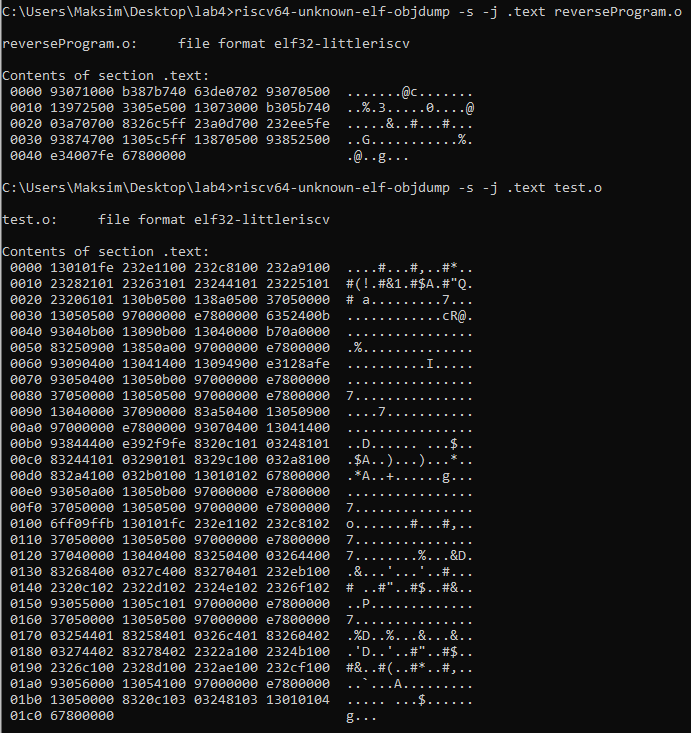 C:\Users\Maksim\Desktop\lab4>riscv64-unknown-elf-objdump -s -j .text reverseProgram.o
reverseProgram.o:     file format elf32-littleriscv
Contents of section .text:
 0000 93071000 b387b740 63de0702 93070500  .......@c.......
 0010 13972500 3305e500 13073000 b305b740  ..%.3.....0....@
 0020 03a70700 8326c5ff 23a0d700 232ee5fe  .....&..#...#...
 0030 93874700 1305c5ff 13870500 93852500  ..G...........%.
 0040 e34007fe 67800000                    .@..g...
C:\Users\Maksim\Desktop\lab4>riscv64-unknown-elf-objdump -s -j .text test.o
test.o:     file format elf32-littleriscv
Contents of section .text:
 0000 130101fe 232e1100 232c8100 232a9100  ....#...#,..#*..
 0010 23282101 23263101 23244101 23225101  #(!.#&1.#$A.#"Q.
 0020 23206101 130b0500 138a0500 37050000  # a.........7...
 0030 13050500 97000000 e7800000 6352400b  ............cR@.
 0040 93040b00 13090b00 13040000 b70a0000  ................
 0050 83250900 13850a00 97000000 e7800000  .%..............
 0060 93090400 13041400 13094900 e3128afe  ..........I.....
 0070 93050400 13050b00 97000000 e7800000  ................
 0080 37050000 13050500 97000000 e7800000  7...............
 0090 13040000 37090000 83a50400 13050900  ....7...........
 00a0 97000000 e7800000 93070400 13041400  ................
 00b0 93844400 e392f9fe 8320c101 03248101  ..D...... ...$..
 00c0 83244101 03290101 8329c100 032a8100  .$A..)...)...*..
 00d0 832a4100 032b0100 13010102 67800000  .*A..+......g...
 00e0 93050a00 13050b00 97000000 e7800000  ................
 00f0 37050000 13050500 97000000 e7800000  7...............
 0100 6ff09ffb 130101fc 232e1102 232c8102  o.......#...#,..
 0110 37050000 13050500 97000000 e7800000  7...............
 0120 37040000 13040400 83250400 03264400  7........%...&D.
 0130 83268400 0327c400 83270401 232eb100  .&...'...'..#...
 0140 2320c102 2322d102 2324e102 2326f102  # ..#"..#$..#&..
 0150 93055000 1305c101 97000000 e7800000  ..P.............
 0160 37050000 13050500 97000000 e7800000  7...............
 0170 03254401 83258401 0326c401 83260402  .%D..%...&...&..
 0180 03274402 83278402 2322a100 2324b100  .'D..'..#"..#$..
 0190 2326c100 2328d100 232ae100 232cf100  #&..#(..#*..#,..
 01a0 93056000 13054100 97000000 e7800000  ..`...A.........
 01b0 13050000 8320c103 03248103 13010104  ..... ...$......
 01c0 67800000                             g...